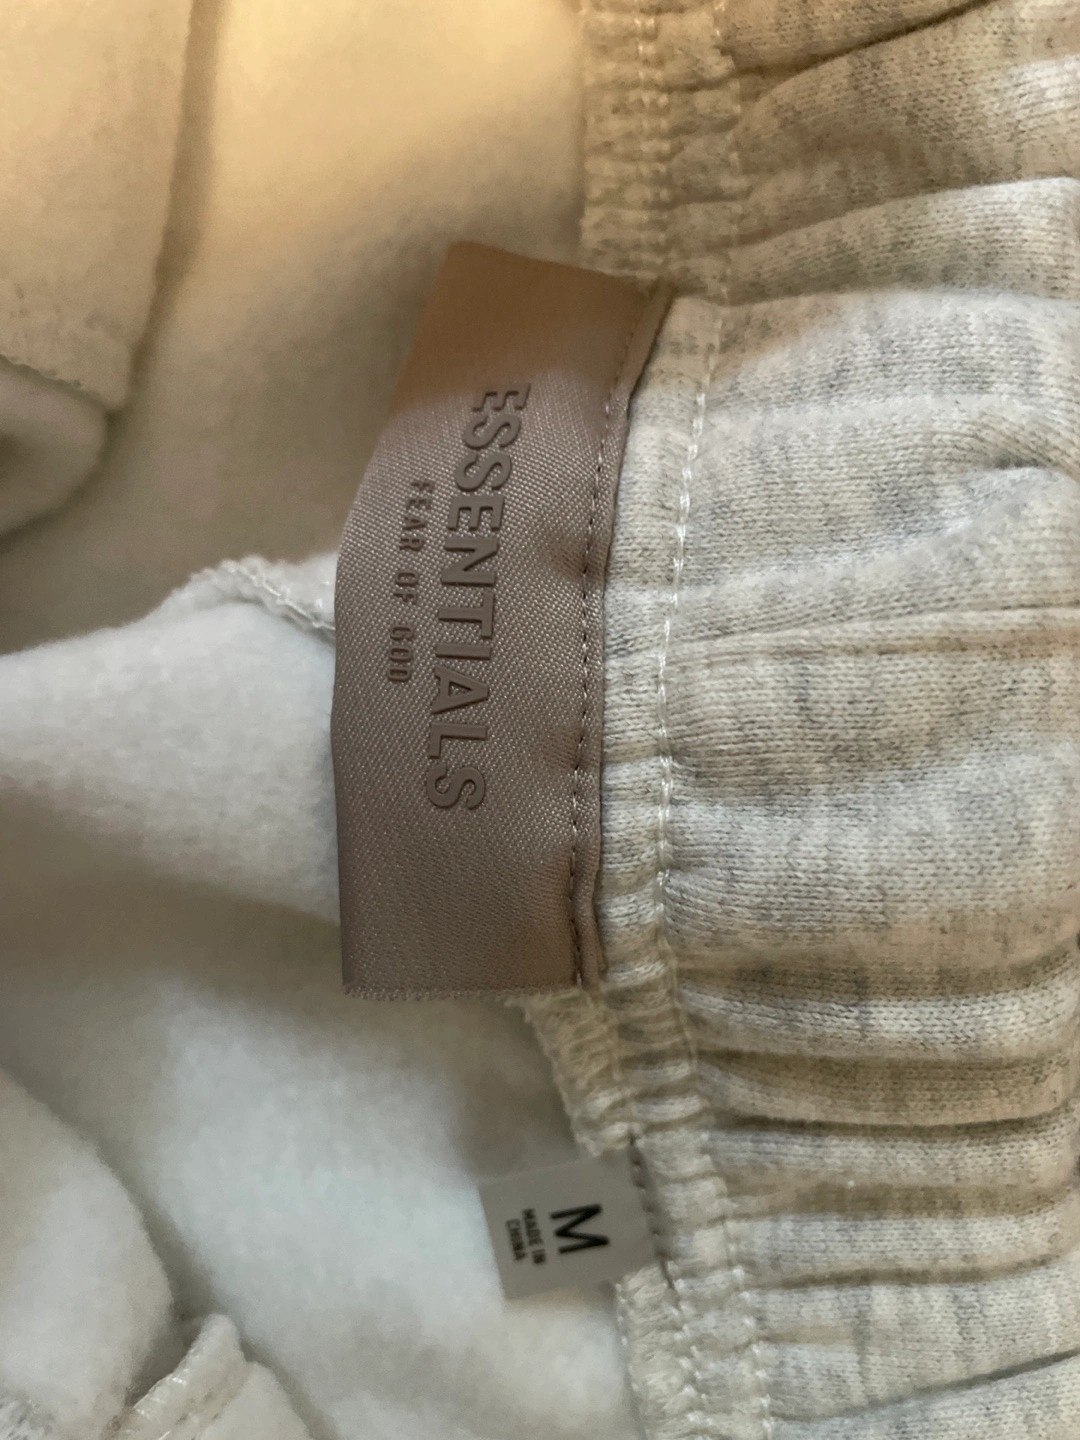 ESSENTIALS
FEAR OF GOD
M
MADE IN
CHINA